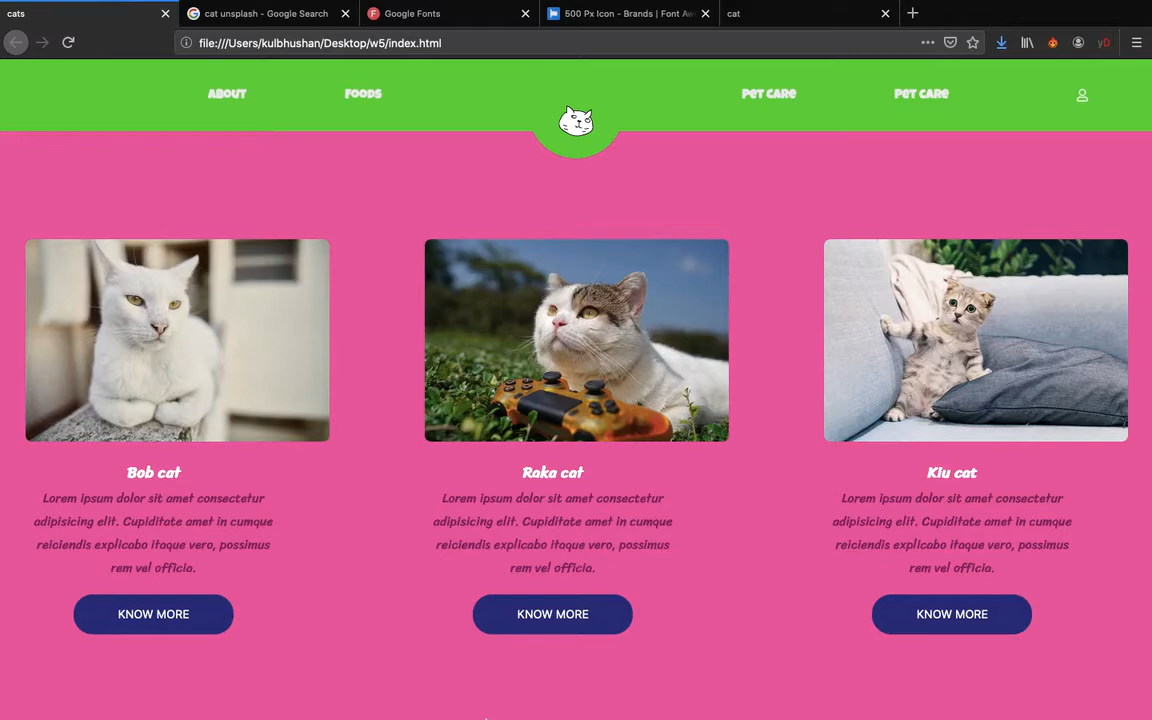 cats
cat unsplash - Google Search
Google Fonts
500 Px Icon - Brands | Font Aw
cat
file:///Users/kulbhushan/Desktop/w5/index.html
ABOUT
FOODS
PET CARE
PET CARE
Bob cat
Lorem ipsum dolor sit amet consectetur
adipisicing elit. Cupiditate amet in cumque
reiciendis explicabo itaque vero, possimus
rem vel officia.
KNOW MORE
Raka cat
Lorem ipsum dolor sit amet consectetur
adipisicing elit. Cupiditate amet in cumque
reiciendis explicabo itaque vero, possimus
rem vel officia.
KNOW MORE
Kiu cat
Lorem ipsum dolor sit amet consectetur
adipisicing elit. Cupiditate amet in cumque
reiciendis explicabo itaque vero, possimus
rem vel officia.
KNOW MORE